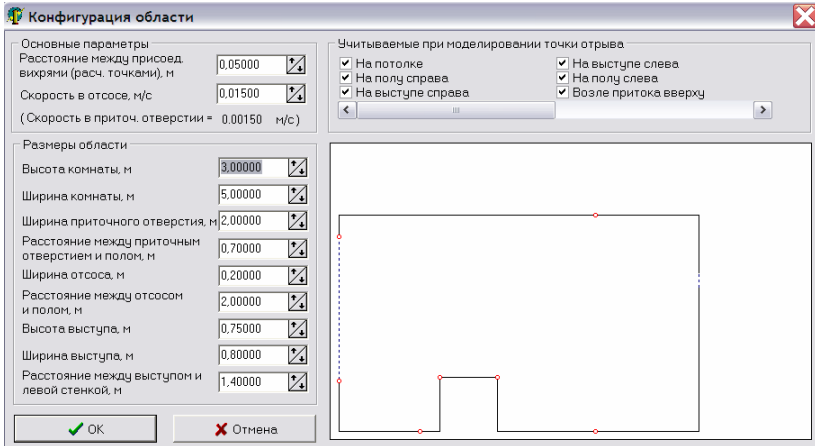 Конфигурация области
Основные параметры
Расстояние между присоед.
вихрями (расч. точками), м
0,05000
Скорость в отсосе, м/с
0,01500
(Скорость в приточ. отверстии = 0.00150 м/с)
Учитываемые при моделировании точки отрыва
На потолке
На полу справа
На выступе справа
На выступе слева
На полу слева
Возле притока вверху
Размеры области
Высота комнаты, м
3,00000
Ширина комнаты, м
5,00000
Ширина приточного отверстия, м
2,00000
Расстояние между приточным
отверстием и полом, м
0,70000
Ширина отсоса, м
0,20000
Расстояние между отсосом
и полом, м
2,00000
Высота выступа, м
0,75000
Ширина выступа, м
0,80000
Расстояние между выступом и
левой стенкой, м
1,40000
OK
Отмена